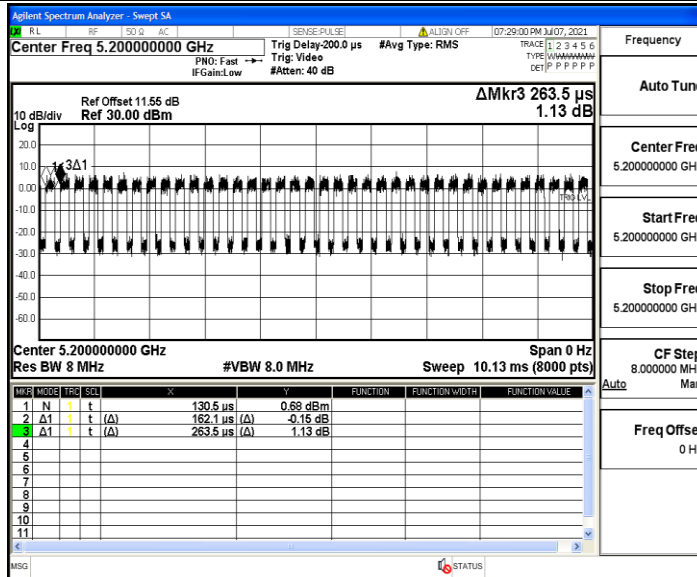 Agilent Spectrum Analyzer - Swept SA
RL RF 50 Ω AC SENSE:PULSE ALIGN OFF 07:29:00 PM Jul 07, 2021
Center Freq 5.200000000 GHz
PNO: Fast
IFGain:Low
Trig Delay-200.0 µs
Trig: Video
#Atten: 40 dB
#Avg Type: RMS
TRACE 1 2 3 4 5 6
TYPE WWWWWW
DET P P P P P P
Ref Offset 11.55 dB
Ref 30.00 dBm
10 dB/div
Log
ΔMkr3 263.5 µs
1.13 dB
20.0
10.0
0.00
-10.0
-20.0
-30.0
-40.0
-50.0
-60.0
3Δ1
TRIG LVL
Center 5.200000000 GHz
Span 0 Hz
Res BW 8 MHz
#VBW 8.0 MHz
Sweep 10.13 ms (8000 pts)
MKR MODE TRC SCL X Y FUNCTION FUNCTION WIDTH FUNCTION VALUE
1 N 1 t 130.5 µs 0.68 dBm
2 Δ1 1 t (Δ) 162.1 µs (Δ) -0.15 dB
3 Δ1 1 t (Δ) 263.5 µs (Δ) 1.13 dB
4
5
6
7
8
9
10
11
MSG
STATUS
Frequency
Auto Tune
Center Freq
5.200000000 GH
Start Freq
5.200000000 GH
Stop Freq
5.200000000 GH
CF Step
8.000000 MH
Auto Man
Freq Offse
0 H